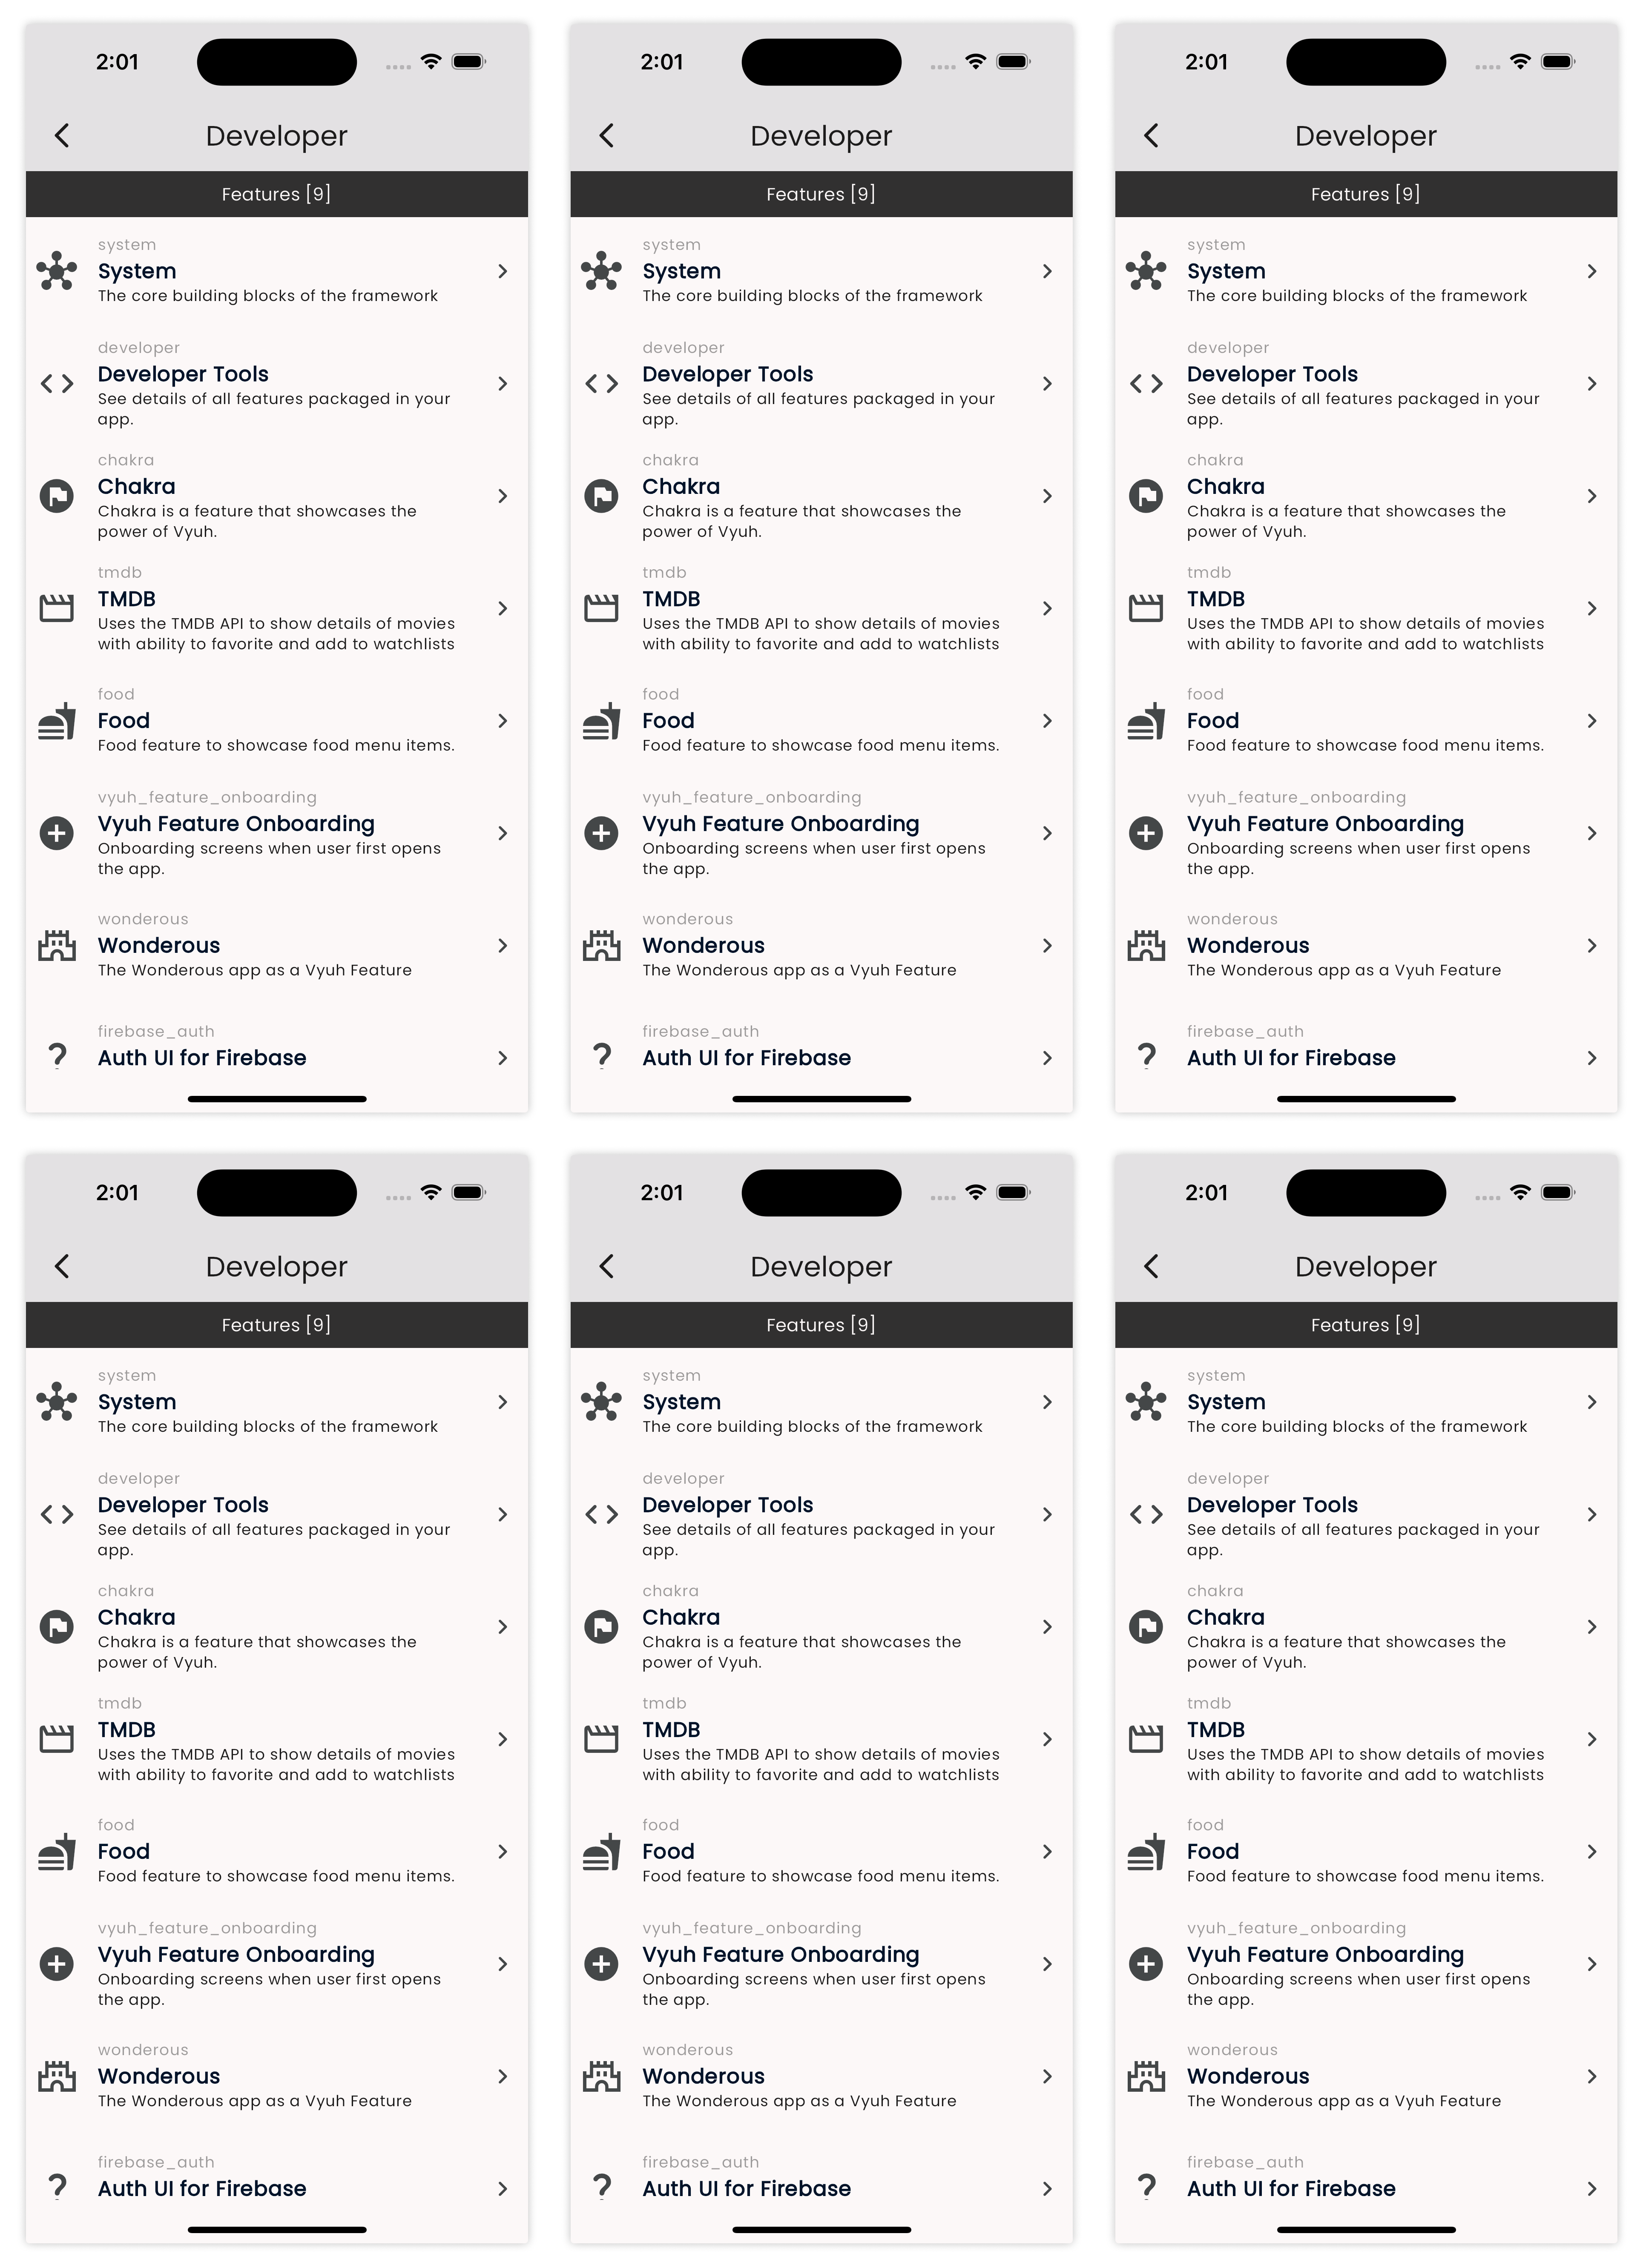 2:01
Developer
Features [9]
system
System
The core building blocks of the framework
developer
Developer Tools
See details of all features packaged in your
app.
chakra
Chakra
Chakra is a feature that showcases the
power of Vyuh.
tmdb
TMDB
Uses the TMDB API to show details of movies
with ability to favorite and add to watchlists
food
Food
Food feature to showcase food menu items.
vyuh_feature_onboarding
Vyuh Feature Onboarding
Onboarding screens when user first opens
the app.
wonderous
Wonderous
The Wonderous app as a Vyuh Feature
firebase_auth
Auth UI for Firebase
2:01
Developer
Features [9]
system
System
The core building blocks of the framework
developer
Developer Tools
See details of all features packaged in your
app.
chakra
Chakra
Chakra is a feature that showcases the
power of Vyuh.
tmdb
TMDB
Uses the TMDB API to show details of movies
with ability to favorite and add to watchlists
food
Food
Food feature to showcase food menu items.
vyuh_feature_onboarding
Vyuh Feature Onboarding
Onboarding screens when user first opens
the app.
wonderous
Wonderous
The Wonderous app as a Vyuh Feature
firebase_auth
Auth UI for Firebase
2:01
Developer
Features [9]
system
System
The core building blocks of the framework
developer
Developer Tools
See details of all features packaged in your
app.
chakra
Chakra
Chakra is a feature that showcases the
power of Vyuh.
tmdb
TMDB
Uses the TMDB API to show details of movies
with ability to favorite and add to watchlists
food
Food
Food feature to showcase food menu items.
vyuh_feature_onboarding
Vyuh Feature Onboarding
Onboarding screens when user first opens
the app.
wonderous
Wonderous
The Wonderous app as a Vyuh Feature
firebase_auth
Auth UI for Firebase
2:01
Developer
Features [9]
system
System
The core building blocks of the framework
developer
Developer Tools
See details of all features packaged in your
app.
chakra
Chakra
Chakra is a feature that showcases the
power of Vyuh.
tmdb
TMDB
Uses the TMDB API to show details of movies
with ability to favorite and add to watchlists
food
Food
Food feature to showcase food menu items.
vyuh_feature_onboarding
Vyuh Feature Onboarding
Onboarding screens when user first opens
the app.
wonderous
Wonderous
The Wonderous app as a Vyuh Feature
firebase_auth
Auth UI for Firebase
2:01
Developer
Features [9]
system
System
The core building blocks of the framework
developer
Developer Tools
See details of all features packaged in your
app.
chakra
Chakra
Chakra is a feature that showcases the
power of Vyuh.
tmdb
TMDB
Uses the TMDB API to show details of movies
with ability to favorite and add to watchlists
food
Food
Food feature to showcase food menu items.
vyuh_feature_onboarding
Vyuh Feature Onboarding
Onboarding screens when user first opens
the app.
wonderous
Wonderous
The Wonderous app as a Vyuh Feature
firebase_auth
Auth UI for Firebase
2:01
Developer
Features [9]
system
System
The core building blocks of the framework
developer
Developer Tools
See details of all features packaged in your
app.
chakra
Chakra
Chakra is a feature that showcases the
power of Vyuh.
tmdb
TMDB
Uses the TMDB API to show details of movies
with ability to favorite and add to watchlists
food
Food
Food feature to showcase food menu items.
vyuh_feature_onboarding
Vyuh Feature Onboarding
Onboarding screens when user first opens
the app.
wonderous
Wonderous
The Wonderous app as a Vyuh Feature
firebase_auth
Auth UI for Firebase